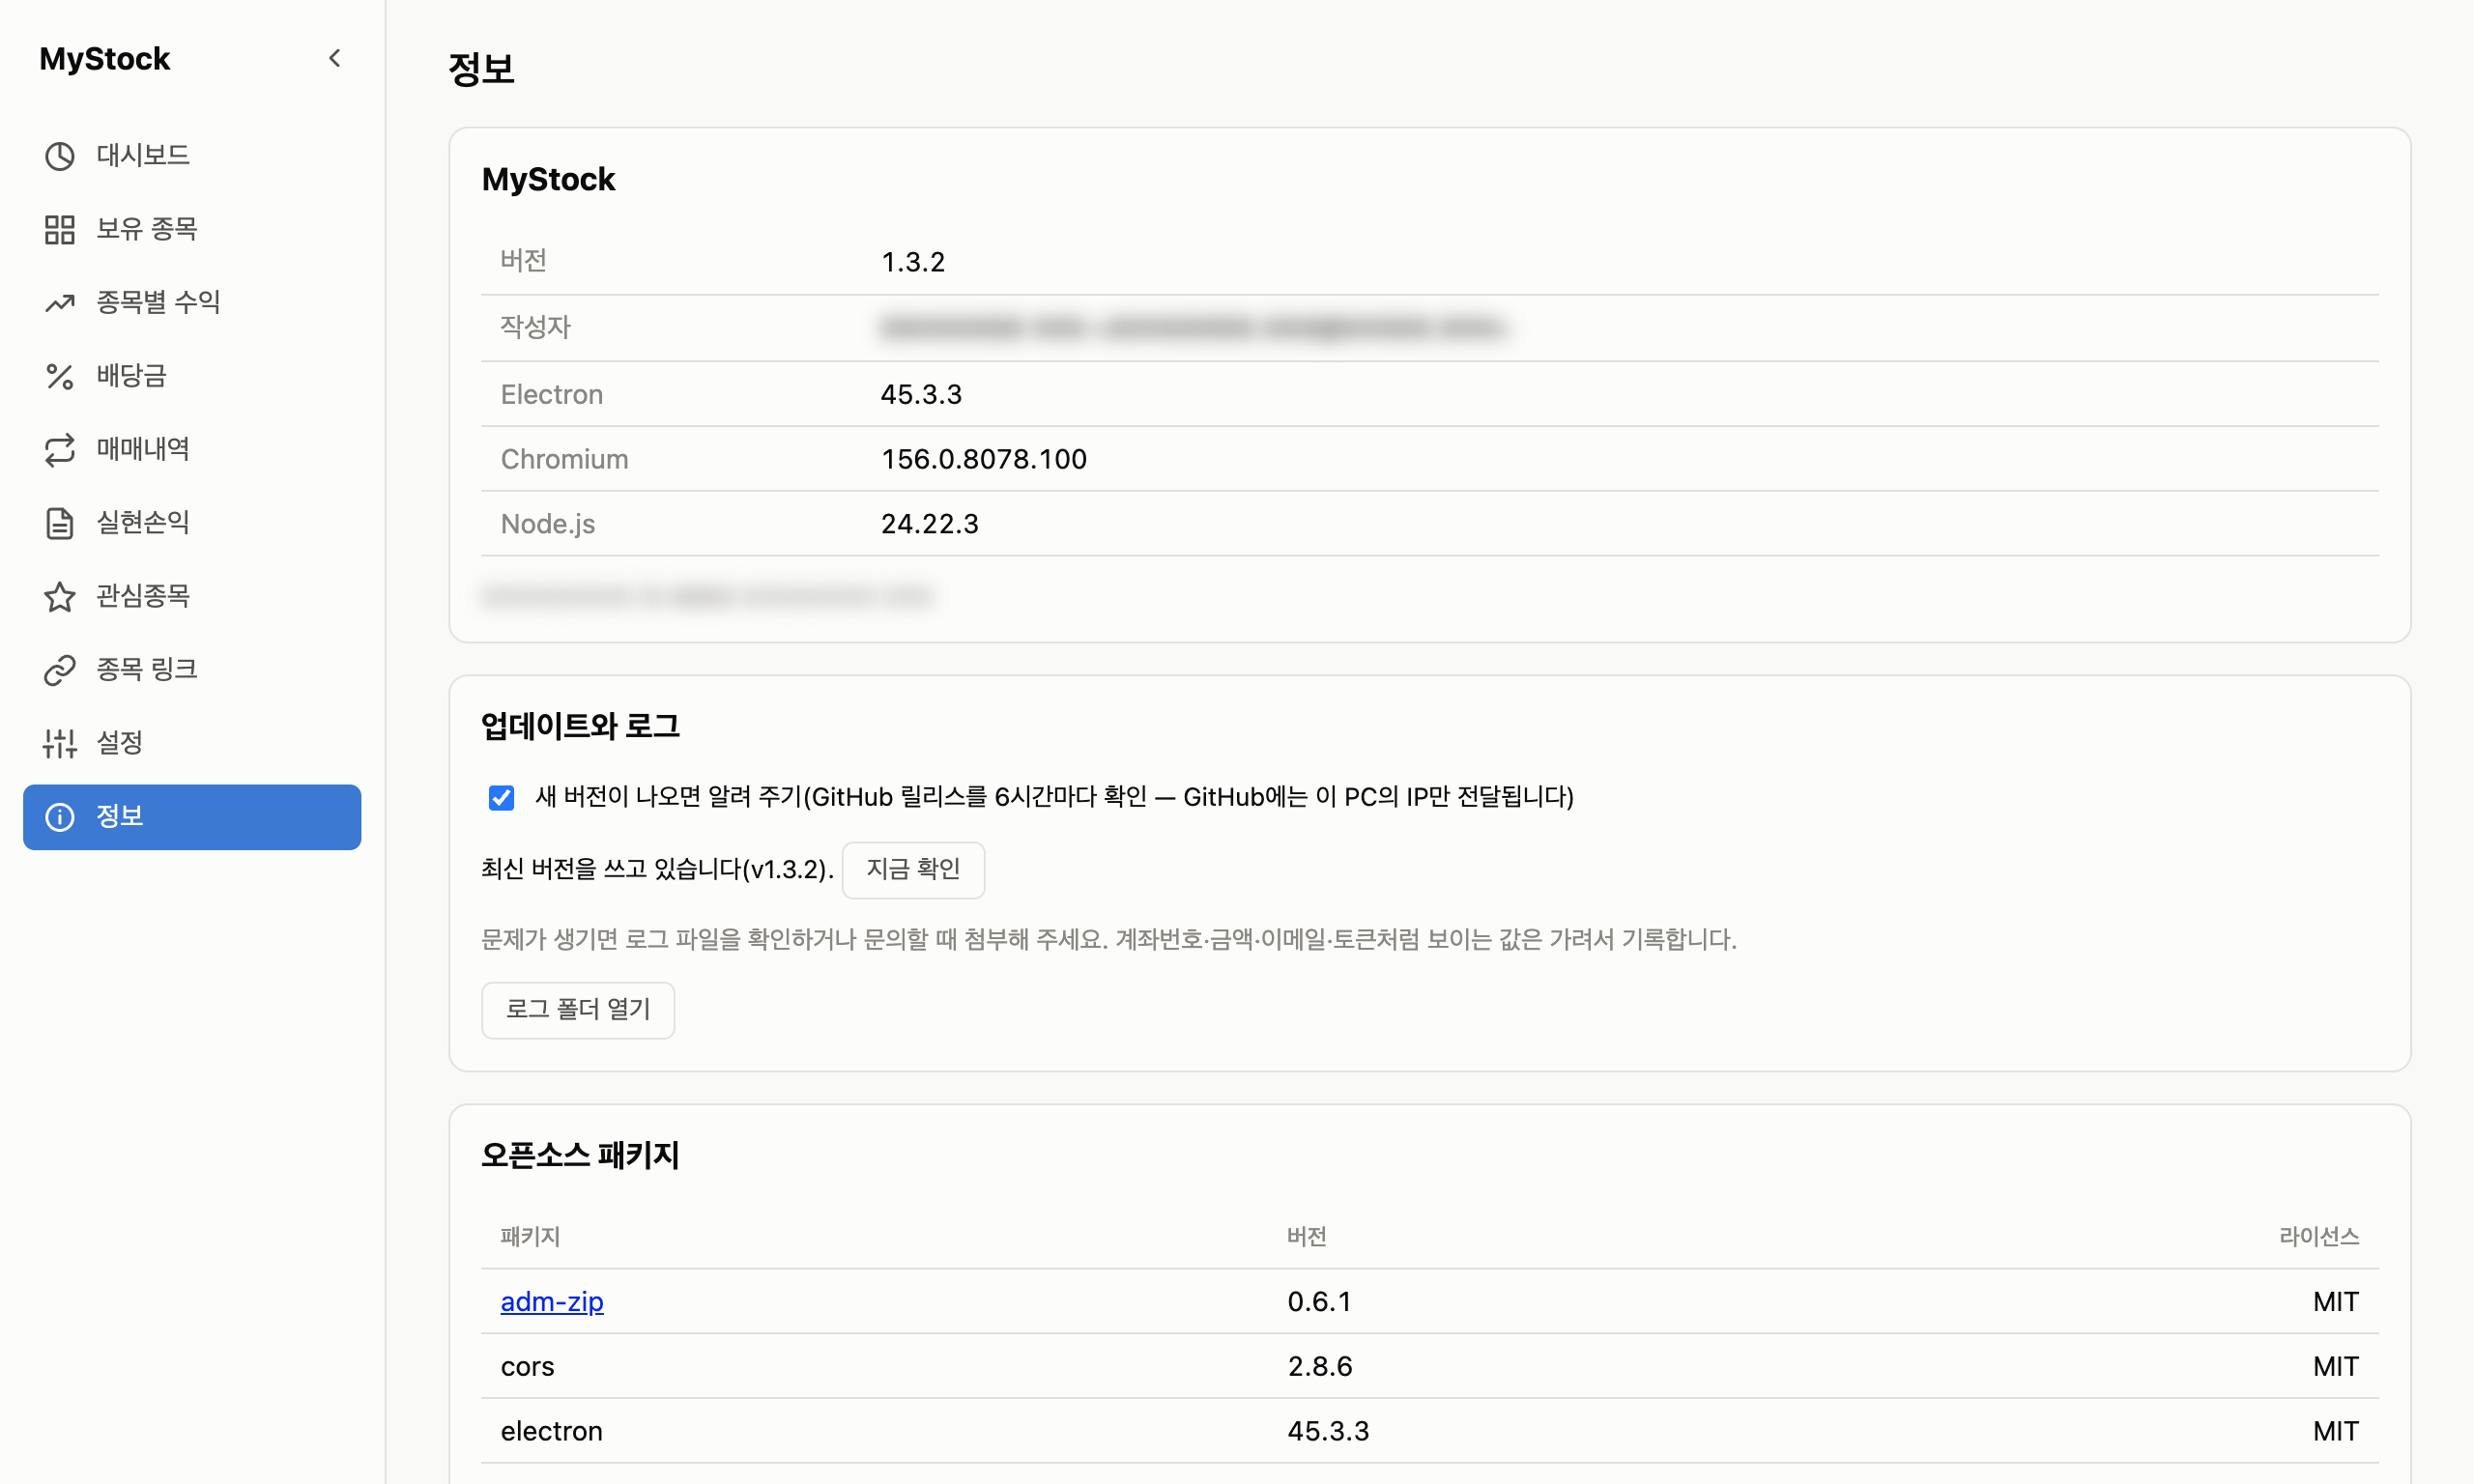 MyStock
대시보드
보유 종목
종목별 수익
배당금
매매내역
실현손익
관심종목
종목 링크
설정
정보
정보
MyStock
버전 1.3.2
작성자
Electron 45.3.3
Chromium 156.0.8078.100
Node.js 24.22.3
업데이트와 로그
새 버전이 나오면 알려 주기(GitHub 릴리스를 6시간마다 확인 — GitHub에는 이 PC의 IP만 전달됩니다)
최신 버전을 쓰고 있습니다(v1.3.2). 지금 확인
문제가 생기면 로그 파일을 확인하거나 문의할 때 첨부해 주세요. 계좌번호·금액·이메일·토큰처럼 보이는 값은 가려서 기록합니다.
로그 폴더 열기
오픈소스 패키지
패키지 버전 라이선스
adm-zip 0.6.1 MIT
cors 2.8.6 MIT
electron 45.3.3 MIT